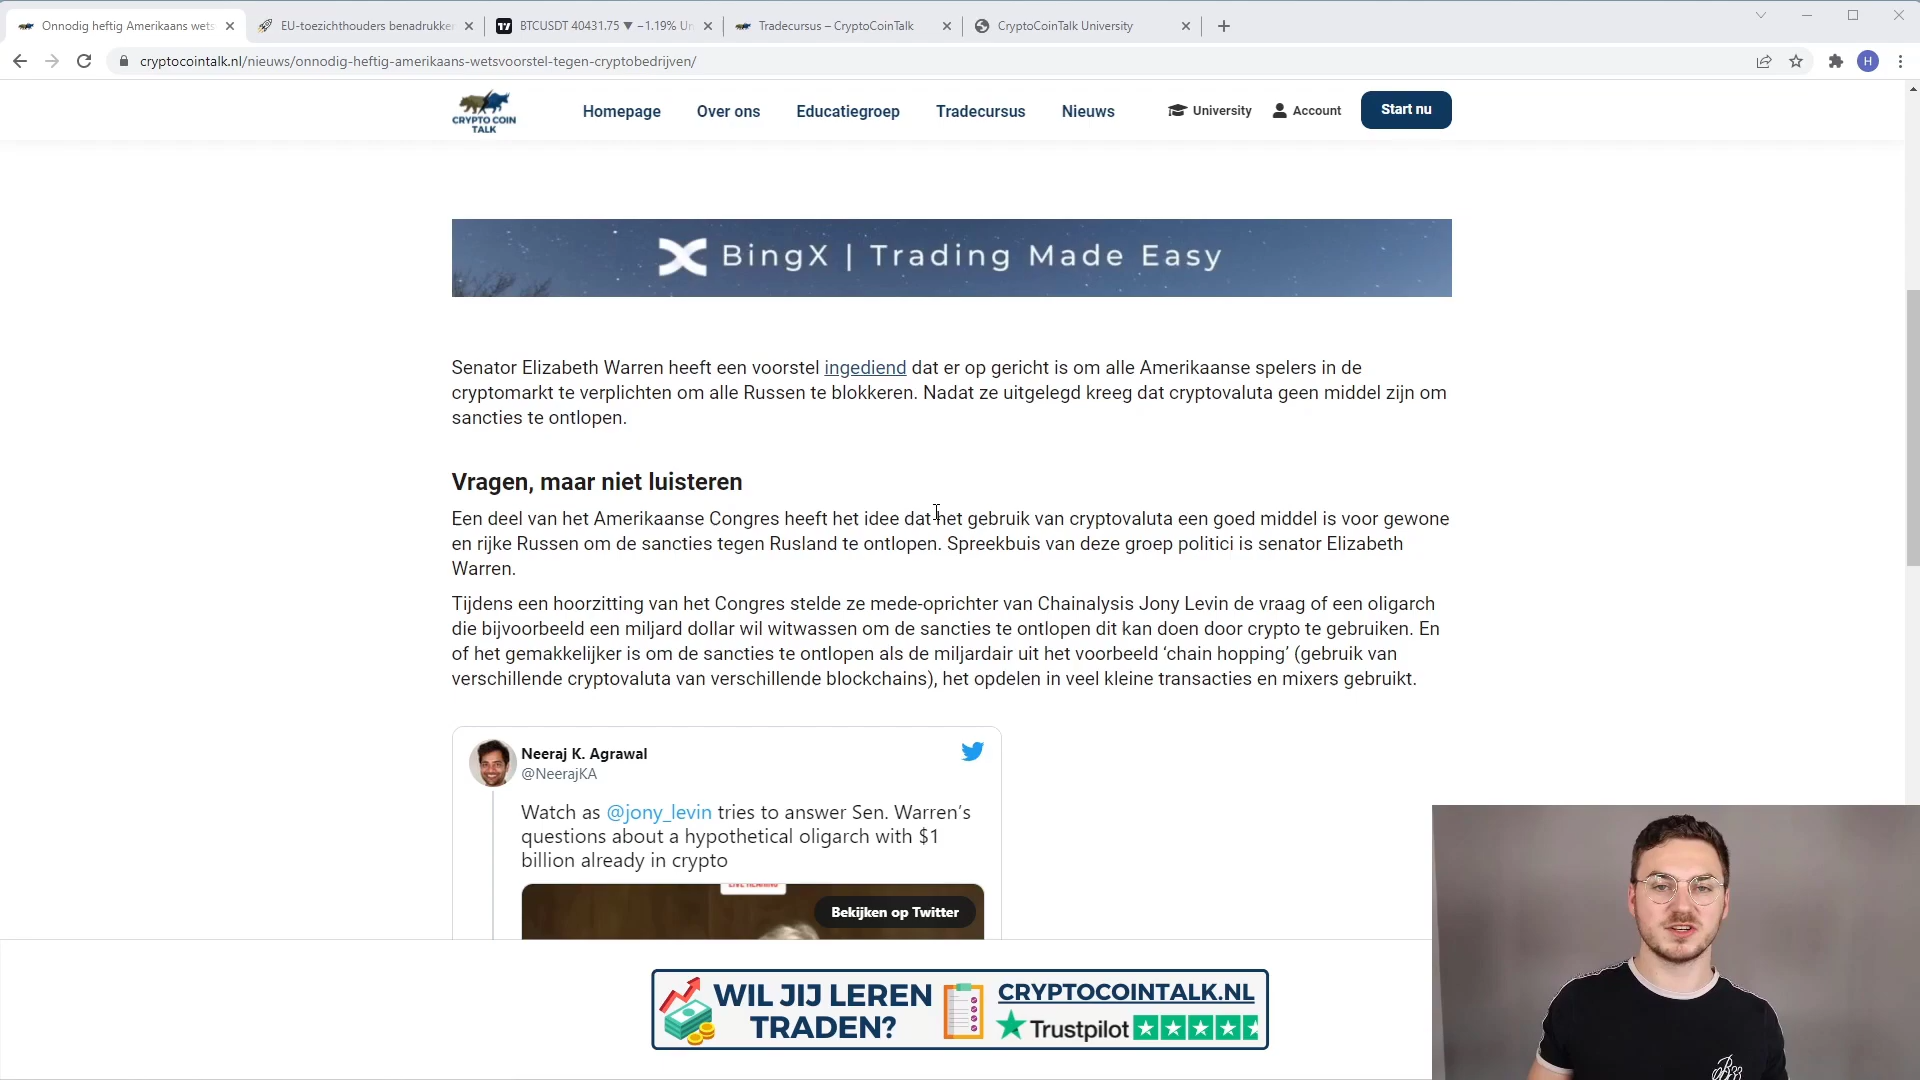 Onnodig heftig Amerikaans wets
EU-toezichthouders benadrukker
BTCUSDT 40431.75 ▼ −1.19% Un
Tradecursus – CryptoCoinTalk
CryptoCoinTalk University
cryptocointalk.nl/nieuws/onnodig-heftig-amerikaans-wetsvoorstel-tegen-cryptobedrijven/
H
CRYPTO COIN
TALK
Homepage
Over ons
Educatiegroep
Tradecursus
Nieuws
University
Account
Start nu
BingX | Trading Made Easy
Senator Elizabeth Warren heeft een voorstel ingediend dat er op gericht is om alle Amerikaanse spelers in de
cryptomarkt te verplichten om alle Russen te blokkeren. Nadat ze uitgelegd kreeg dat cryptovaluta geen middel zijn om
sancties te ontlopen.
Vragen, maar niet luisteren
Een deel van het Amerikaanse Congres heeft het idee dat het gebruik van cryptovaluta een goed middel is voor gewone
en rijke Russen om de sancties tegen Rusland te ontlopen. Spreekbuis van deze groep politici is senator Elizabeth
Warren.
Tijdens een hoorzitting van het Congres stelde ze mede-oprichter van Chainalysis Jony Levin de vraag of een oligarch
die bijvoorbeeld een miljard dollar wil witwassen om de sancties te ontlopen dit kan doen door crypto te gebruiken. En
of het gemakkelijker is om de sancties te ontlopen als de miljardair uit het voorbeeld ‘chain hopping’ (gebruik van
verschillende cryptovaluta van verschillende blockchains), het opdelen in veel kleine transacties en mixers gebruikt.
Neeraj K. Agrawal
@NeerajKA
Watch as @jony_levin tries to answer Sen. Warren’s
questions about a hypothetical oligarch with $1
billion already in crypto
LIVE HEARING
Bekijken op Twitter
WIL JIJ LEREN
TRADEN?
CRYPTOCOINTALK.NL
Trustpilot